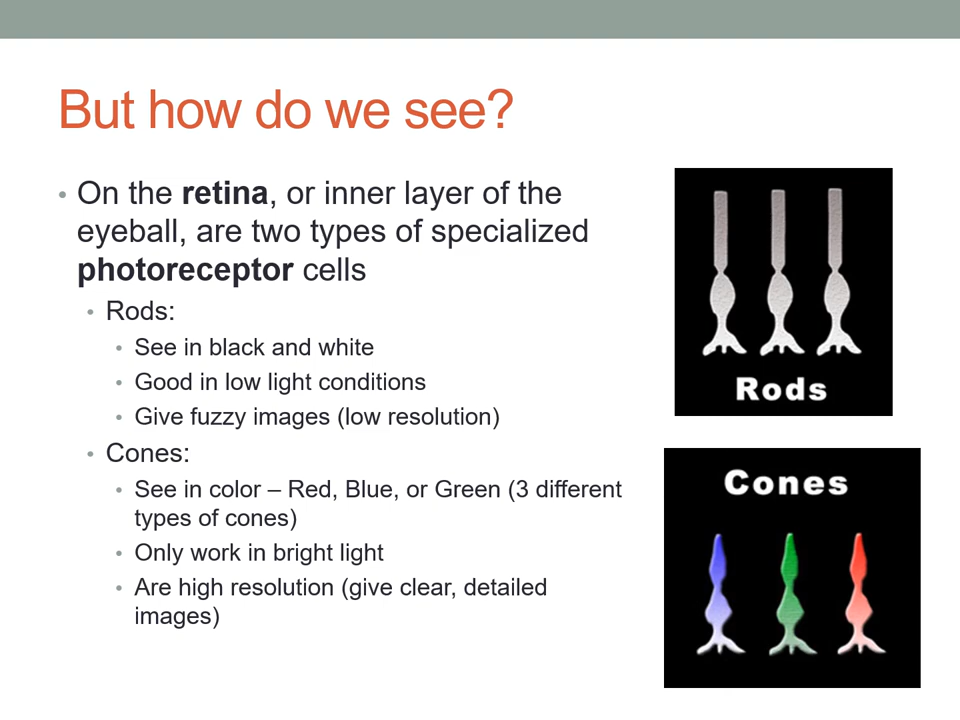 But how do we see?
• On the retina, or inner layer of the
eyeball, are two types of specialized
photoreceptor cells
• Rods:
• See in black and white
• Good in low light conditions
• Give fuzzy images (low resolution)
• Cones:
• See in color – Red, Blue, or Green (3 different
types of cones)
• Only work in bright light
• Are high resolution (give clear, detailed
images)
Rods
Cones